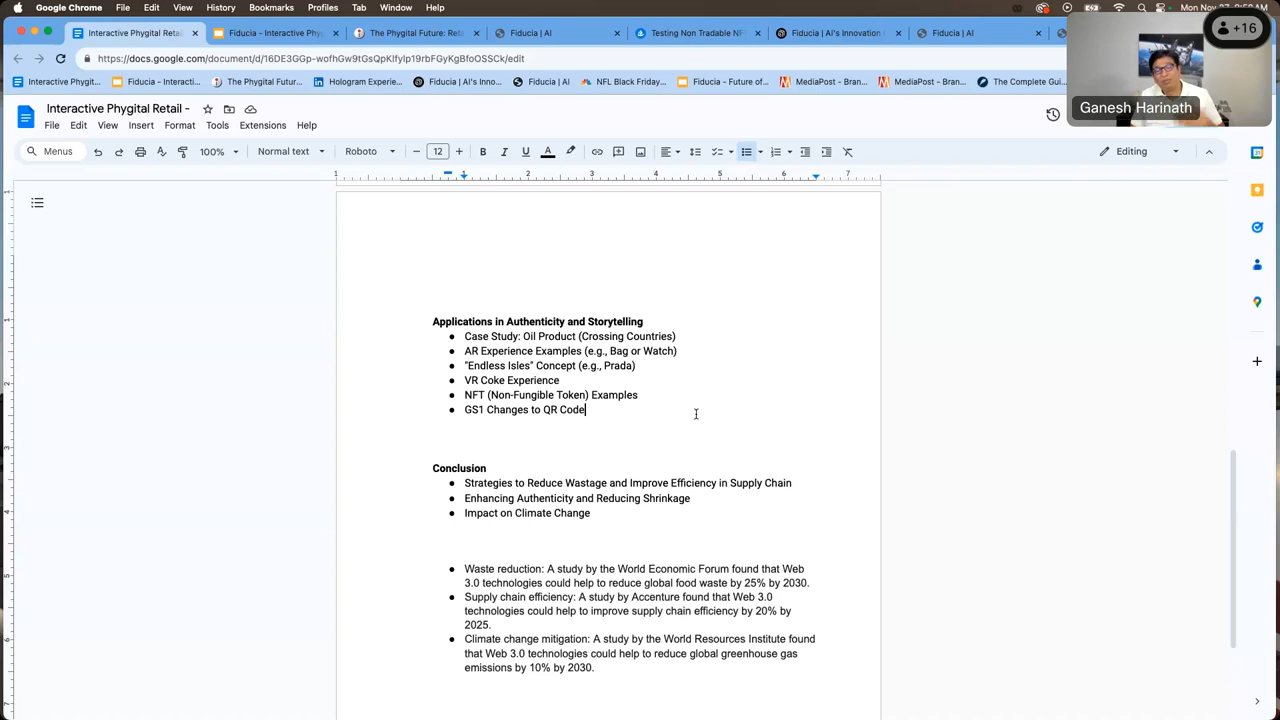 Google Chrome File Edit View History Bookmarks Profiles Tab Window Help
+16
Interactive Phygital Retail Fiducia - Interactive Phy The Phygital Future: Reta Fiducia | AI Testing Non Tradable NF Fiducia | AI's Innovation Fiducia | AI
https://docs.google.com/document/d/
Interactive Phygital Fiducia - Interacti... The Phygital Futur... Hologram Experien... Fiducia | A's Inno... Fiducia | AI NFL Black Friday... Fiducia - Future of... MediaPost - Bran... MediaPost - Bran... The Complete Gui...
Ganesh Harinath
Interactive Phygital Retail -
File Edit View Insert Format Tools Extensions Help
Menus 100% Normal text Roboto 12 Editing
1 1 2 3 4 5 6 7
Applications in Authenticity and Storytelling
● Case Study: Oil Product (Crossing Countries)
● AR Experience Examples (e.g., Bag or Watch)
● "Endless Isles" Concept (e.g., Prada)
● VR Coke Experience
● NFT (Non-Fungible Token) Examples
● GS1 Changes to QR Code
Conclusion
● Strategies to Reduce Wastage and Improve Efficiency in Supply Chain
● Enhancing Authenticity and Reducing Shrinkage
● Impact on Climate Change
● Waste reduction: A study by the World Economic Forum found that Web
3.0 technologies could help to reduce global food waste by 25% by 2030.
● Supply chain efficiency: A study by Accenture found that Web 3.0
technologies could help to improve supply chain efficiency by 20% by
2025.
● Climate change mitigation: A study by the World Resources Institute found
that Web 3.0 technologies could help to reduce global greenhouse gas
emissions by 10% by 2030.